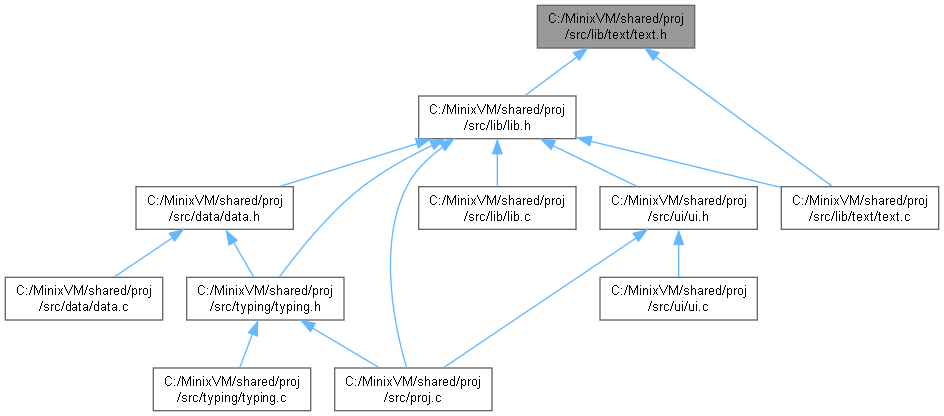 C:/MinixVM/shared/proj
/src/lib/text/text.h
C:/MinixVM/shared/proj
/src/lib/lib.h
C:/MinixVM/shared/proj
/src/data/data.h
C:/MinixVM/shared/proj
/src/lib/lib.c
C:/MinixVM/shared/proj
/src/ui/ui.h
C:/MinixVM/shared/proj
/src/lib/text/text.c
C:/MinixVM/shared/proj
/src/data/data.c
C:/MinixVM/shared/proj
/src/typing/typing.h
C:/MinixVM/shared/proj
/src/ui/ui.c
C:/MinixVM/shared/proj
/src/typing/typing.c
C:/MinixVM/shared/proj
/src/proj.c